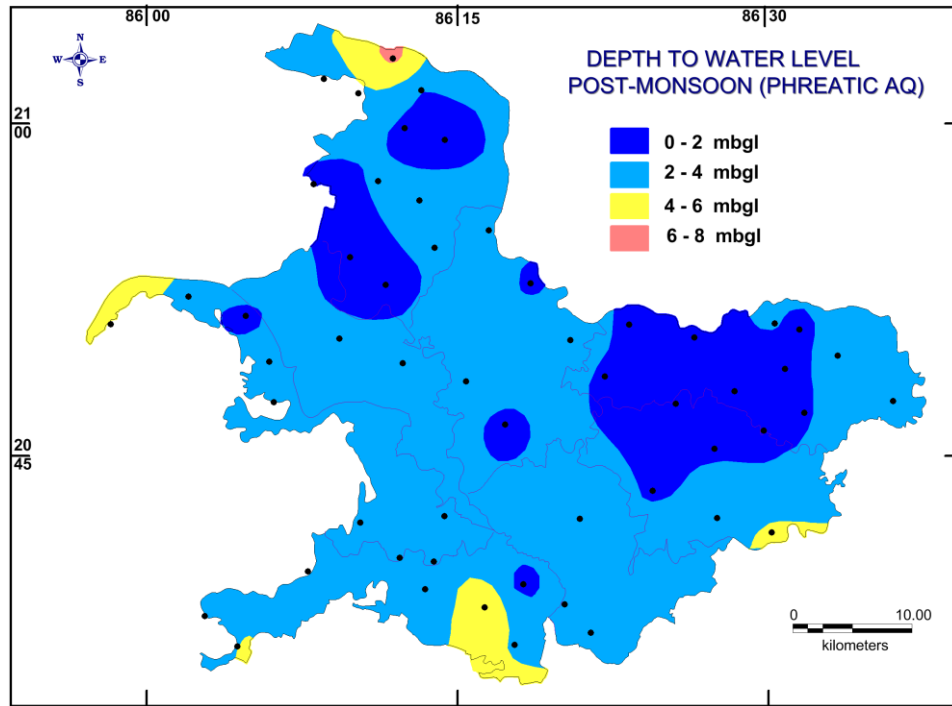 86 00
86 15
86 30
N
W E
S
DEPTH TO WATER LEVEL
POST-MONSOON (PHREATIC AQ)
21
00
0 - 2 mbgl
2 - 4 mbgl
4 - 6 mbgl
6 - 8 mbgl
20
45
0 10.00
kilometers